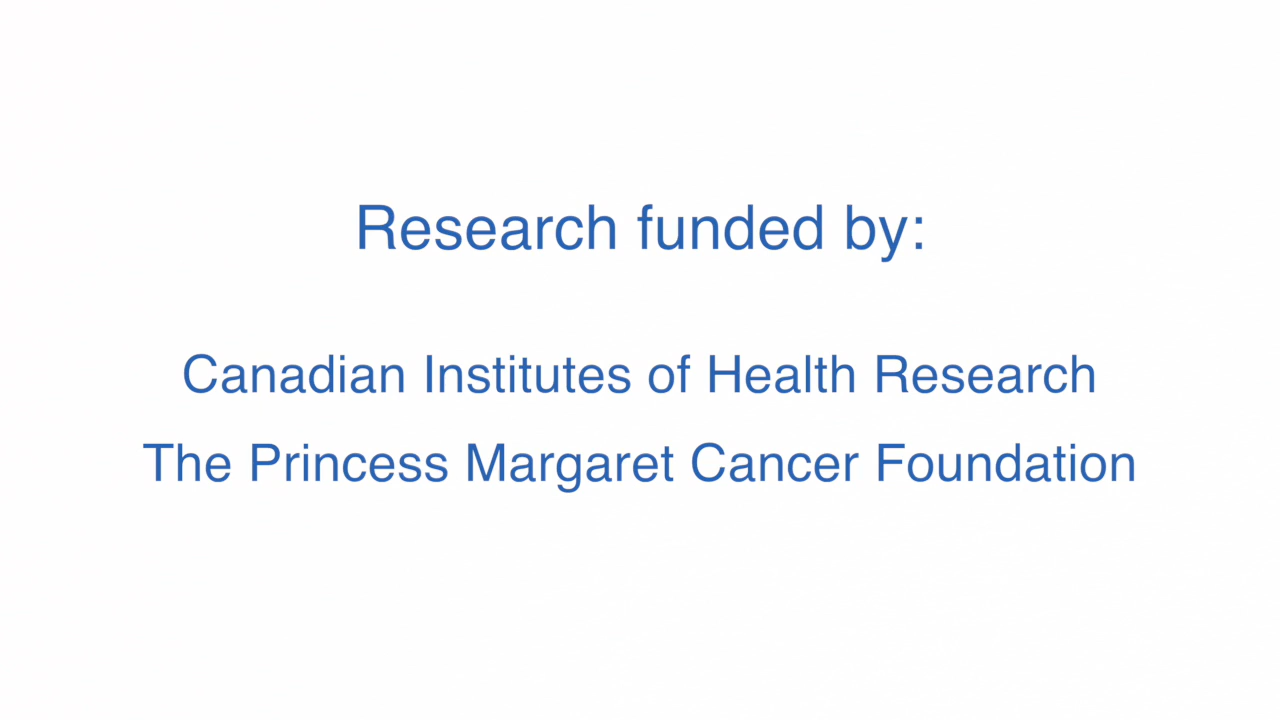 Research funded by:
Canadian Institutes of Health Research
The Princess Margaret Cancer Foundation